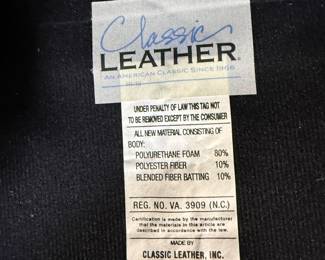 Classic
LEATHER®
AN AMERICAN CLASSIC SINCE 1966
UNDER PENALTY OF LAW THIS TAG NOT
TO BE REMOVED EXCEPT BY THE CONSUMER
ALL NEW MATERIAL CONSISTING OF
BODY:
POLYURETHANE FOAM 80%
POLYESTER FIBER 10%
BLENDED FIBER BATTING 10%
REG. NO. VA. 3909 (N.C.)
Certification is made by the manufacturer
that the materials in this article are
described in accordance with the law.
MADE BY
CLASSIC LEATHER, INC.